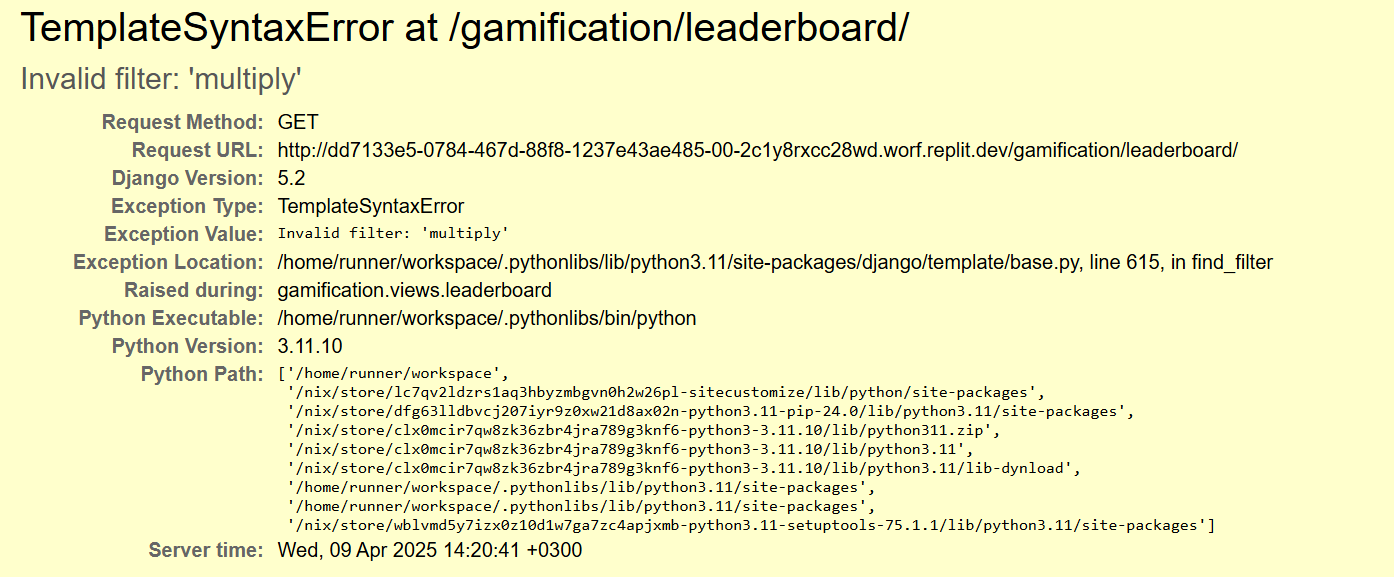 TemplateSyntaxError at /gamification/leaderboard/
Invalid filter: 'multiply'
Request Method: GET
Request URL: http://dd7133e5-0784-467d-88f8-1237e43ae485-00-2c1y8rxcc28wd.worf.replit.dev/gamification/leaderboard/
Django Version: 5.2
Exception Type: TemplateSyntaxError
Exception Value: Invalid filter: 'multiply'
Exception Location: /home/runner/workspace/.pythonlibs/lib/python3.11/site-packages/django/template/base.py, line 615, in find_filter
Raised during: gamification.views.leaderboard
Python Executable: /home/runner/workspace/.pythonlibs/bin/python
Python Version: 3.11.10
Python Path: ['/home/runner/workspace',
'/nix/store/lc7qv2ldzrs1aq3hbyzmbgvn0h2w26pl-sitecustomize/lib/python/site-packages',
'/nix/store/dfg63lldbvcj207iyr9z0xw21d8ax02n-python3.11-pip-24.0/lib/python3.11/site-packages',
'/nix/store/clx0mcir7qw8zk36zbr4jra789g3knf6-python3-3.11.10/lib/python311.zip',
'/nix/store/clx0mcir7qw8zk36zbr4jra789g3knf6-python3-3.11.10/lib/python3.11',
'/nix/store/clx0mcir7qw8zk36zbr4jra789g3knf6-python3-3.11.10/lib/python3.11/lib-dynload',
'/home/runner/workspace/.pythonlibs/lib/python3.11/site-packages',
'/home/runner/workspace/.pythonlibs/lib/python3.11/site-packages',
'/nix/store/wblvmd5y7izx0z10d1w7ga7zc4apjxmb-python3.11-setuptools-75.1.1/lib/python3.11/site-packages']
Server time: Wed, 09 Apr 2025 14:20:41 +0300